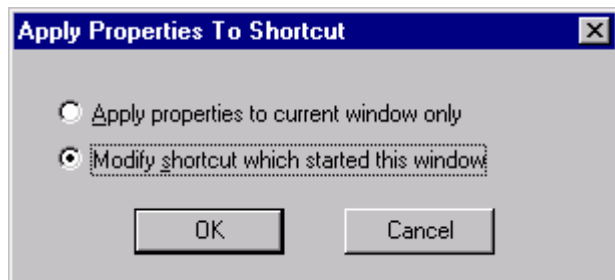 Apply Properties To Shortcut
Apply properties to current window only
Modify shortcut which started this window
OK Cancel